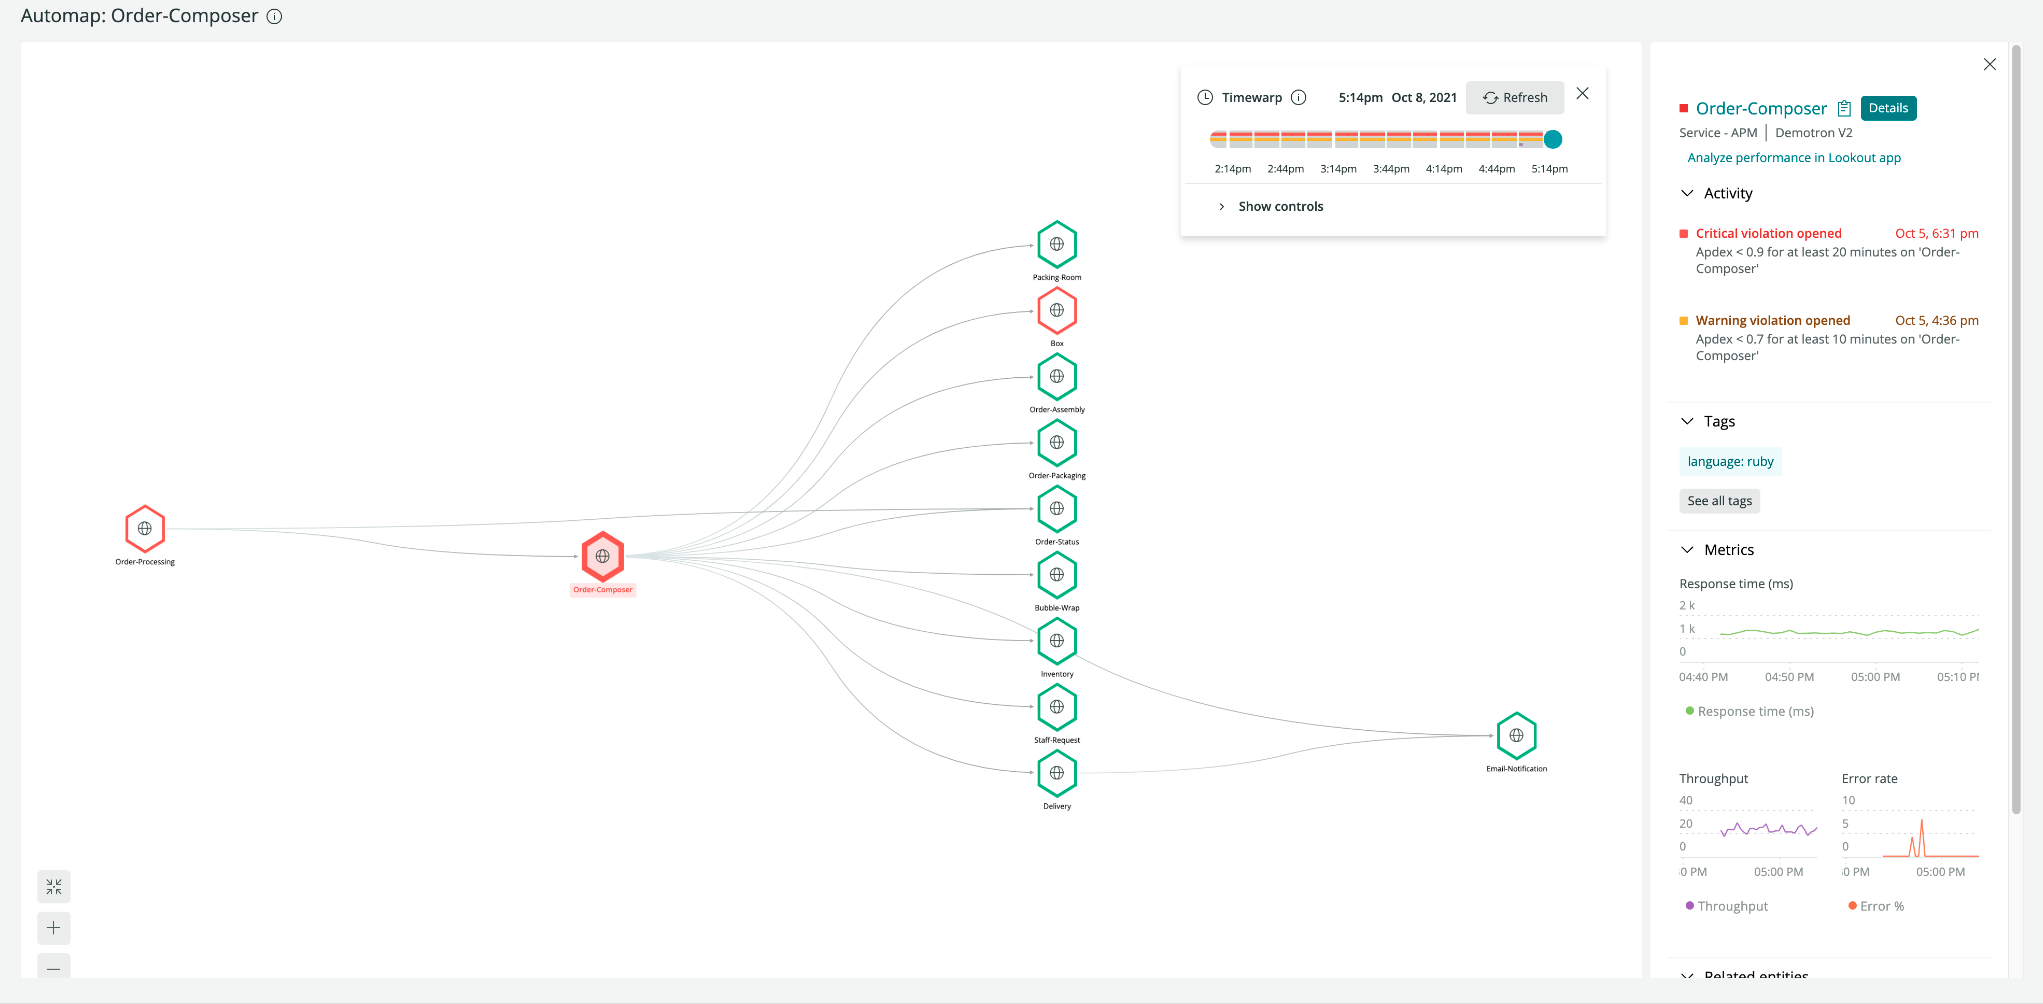 Automap: Order-Composer
Timewarp
5:14pm Oct 8, 2021
Refresh
2:14pm 2:44pm 3:14pm 3:44pm 4:14pm 4:44pm 5:14pm
Show controls
Packing-Room
Box
Order-Assembly
Order-Packaging
Order-Status
Bubble-Wrap
Inventory
Staff-Request
Delivery
Order-Processing
Order-Composer
Email-Notification
Order-Composer
Details
Service - APM | Demotron V2
Analyze performance in Lookout app
Activity
Critical violation opened Oct 5, 6:31 pm
Apdex < 0.9 for at least 20 minutes on 'Order-
Composer'
Warning violation opened Oct 5, 4:36 pm
Apdex < 0.7 for at least 10 minutes on 'Order-
Composer'
Tags
language: ruby
See all tags
Metrics
Response time (ms)
2 k
1 k
0
04:40 PM 04:50 PM 05:00 PM 05:10 PM
Response time (ms)
Throughput
40
20
0
0 PM 05:00 PM
Throughput
Error rate
10
5
0
0 PM 05:00 PM
Error %
Related entities